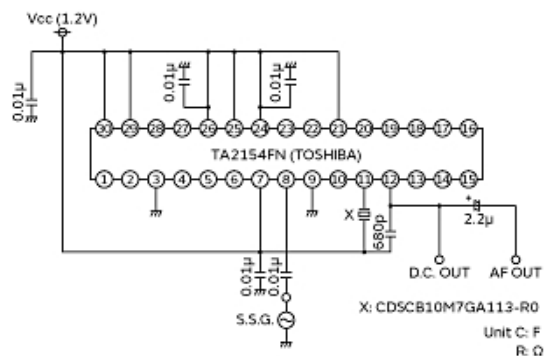 Vcc (1.2V)
0.01μ
0.01μ
0.01μ
30 29 28 27 26 25 24 23 22 21 20 19 18 17 16
TA2154FN (TOSHIBA)
1 2 3 4 5 6 7 8 9 10 11 12 13 14 15
X
680p
+
2.2μ
0.01μ
0.01μ
D.C. OUT
AF OUT
S.S.G.
X: CDSCB10M7GA113-R0
Unit C: F
R: Ω